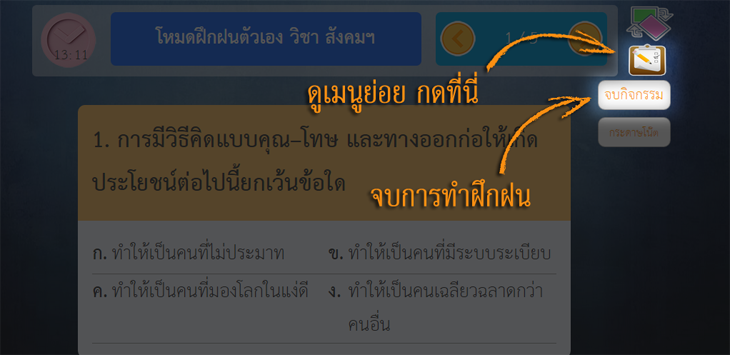 13:11
โหมดฝึกฝนตัวเอง วิชา สังคมฯ
1 / 5
ดูเมนูย่อย กดที่นี่
จบกิจกรรม
กระดาษโน้ต
1. การมีวิธีคิดแบบคุณ–โทษ และทางออกก่อให้เกิด
ประโยชน์ต่อไปนี้ยกเว้นข้อใด
จบการทำฝึกฝน
ก. ทำให้เป็นคนที่ไม่ประมาท
ข. ทำให้เป็นคนที่มีระบบระเบียบ
ค. ทำให้เป็นคนที่มองโลกในแง่ดี
ง. ทำให้เป็นคนเฉลียวฉลาดกว่า
คนอื่น